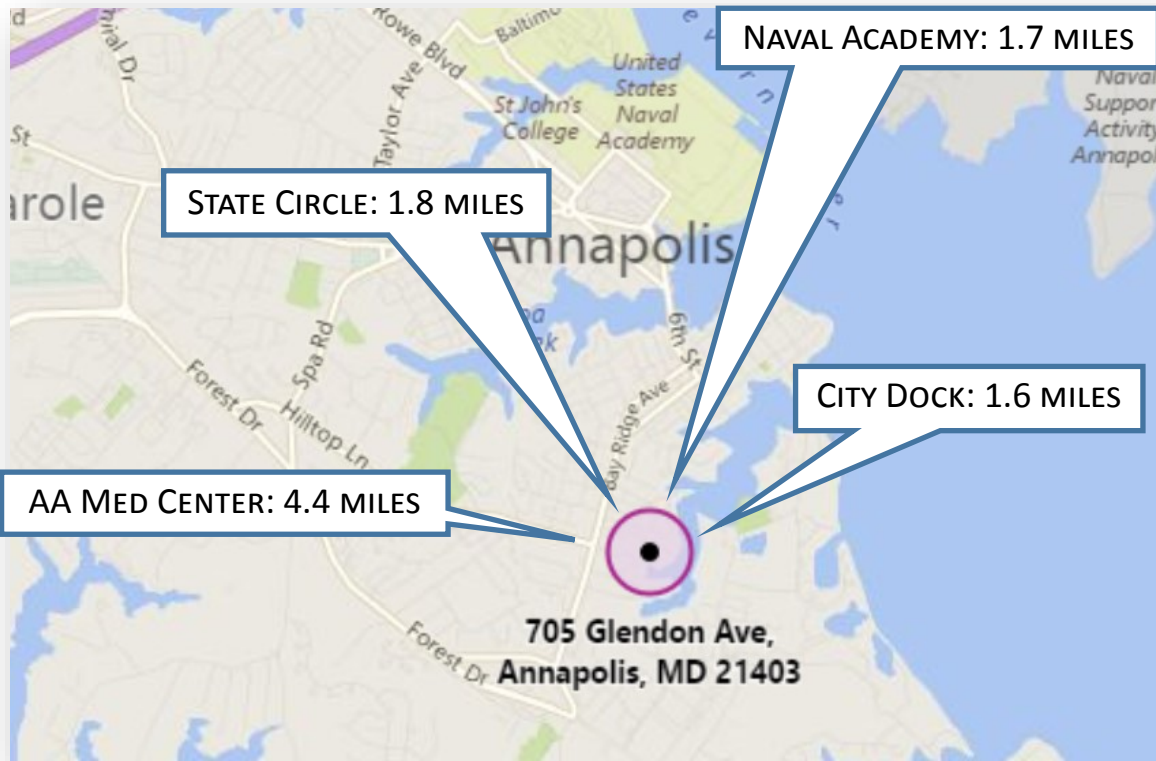 NAVAL ACADEMY: 1.7 MILES
Rowe Blvd
United
States
Naval
Academy
St John's
College
Taylor Ave
Naval
Support
Activity
St
STATE CIRCLE: 1.8 MILES
Annapolis
6th St
Spa Rd
Forest Dr
Hilltop Ln
Bay Ridge Ave
CITY DOCK: 1.6 MILES
AA MED CENTER: 4.4 MILES
705 Glendon Ave,
Annapolis, MD 21403
Forest Dr